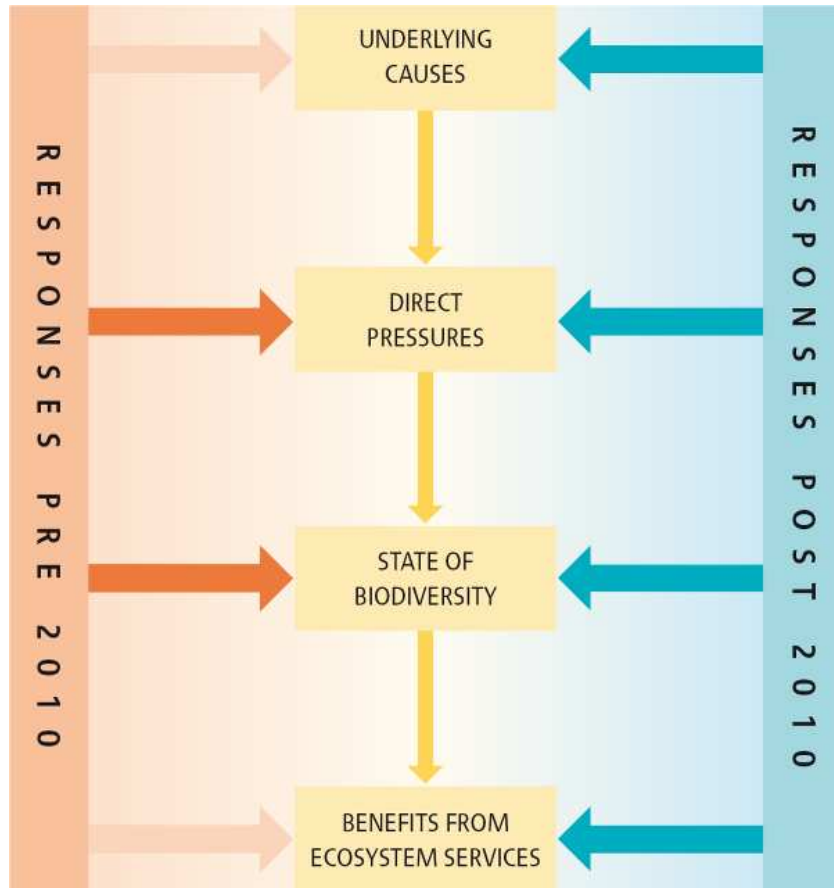 RESPONSES PRE 2010
UNDERLYING
CAUSES
DIRECT
PRESSURES
STATE OF
BIODIVERSITY
BENEFITS FROM
ECOSYSTEM SERVICES
RESPONSES POST 2010